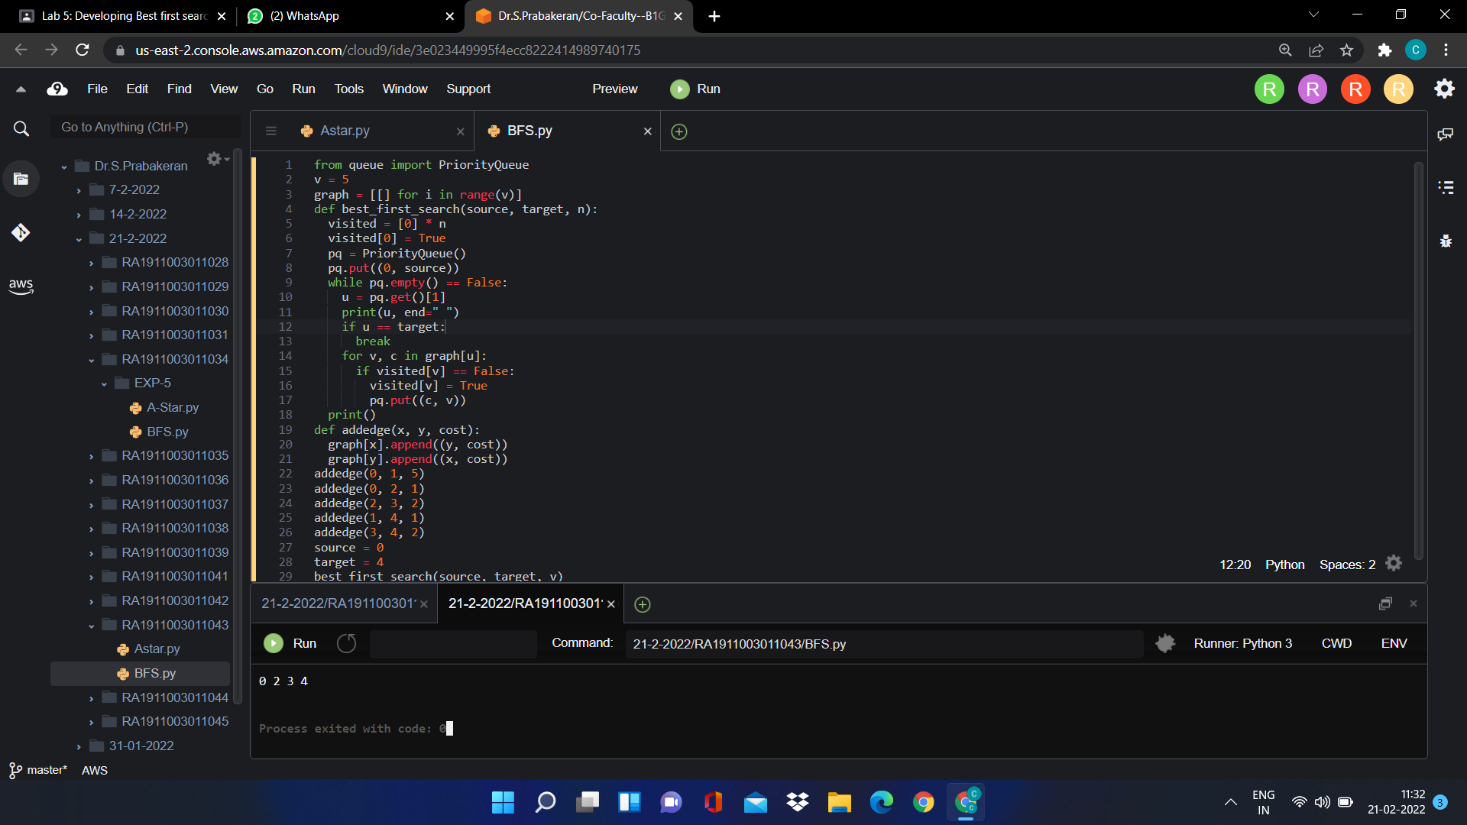 Lab 5: Developing Best first sear
(2) WhatsApp
Dr.S.Prabakeran/Co-Faculty--B1G
us-east-2.console.aws.amazon.com/cloud9/ide/3e023449995f4ecc8222414989740175
C
9 File Edit Find View Go Run Tools Window Support Preview Run R R R R
Go to Anything (Ctrl-P)
Astar.py
BFS.py
Dr.S.Prabakeran
7-2-2022
14-2-2022
21-2-2022
RA1911003011028
RA1911003011029
RA1911003011030
RA1911003011031
RA1911003011034
EXP-5
A-Star.py
BFS.py
RA1911003011035
RA1911003011036
RA1911003011037
RA1911003011038
RA1911003011039
RA1911003011041
RA1911003011042
RA1911003011043
Astar.py
BFS.py
RA1911003011044
RA1911003011045
31-01-2022
aws
1 from queue import PriorityQueue
2 v = 5
3 graph = [[] for i in range(v)]
4 def best_first_search(source, target, n):
5 visited = [0] * n
6 visited[0] = True
7 pq = PriorityQueue()
8 pq.put((0, source))
9 while pq.empty() == False:
10 u = pq.get()[1]
11 print(u, end=" ")
12 if u == target:
13 break
14 for v, c in graph[u]:
15 if visited[v] == False:
16 visited[v] = True
17 pq.put((c, v))
18 print()
19 def addedge(x, y, cost):
20 graph[x].append((y, cost))
21 graph[y].append((x, cost))
22 addedge(0, 1, 5)
23 addedge(0, 2, 1)
24 addedge(2, 3, 2)
25 addedge(1, 4, 1)
26 addedge(3, 4, 2)
27 source = 0
28 target = 4
29 best_first_search(source, target, v)
12:20 Python Spaces: 2
21-2-2022/RA191100301
21-2-2022/RA191100301
Run Command: 21-2-2022/RA1911003011043/BFS.py Runner: Python 3 CWD ENV
0 2 3 4
Process exited with code: 0
master* AWS
ENG
IN
11:32
21-02-2022
3